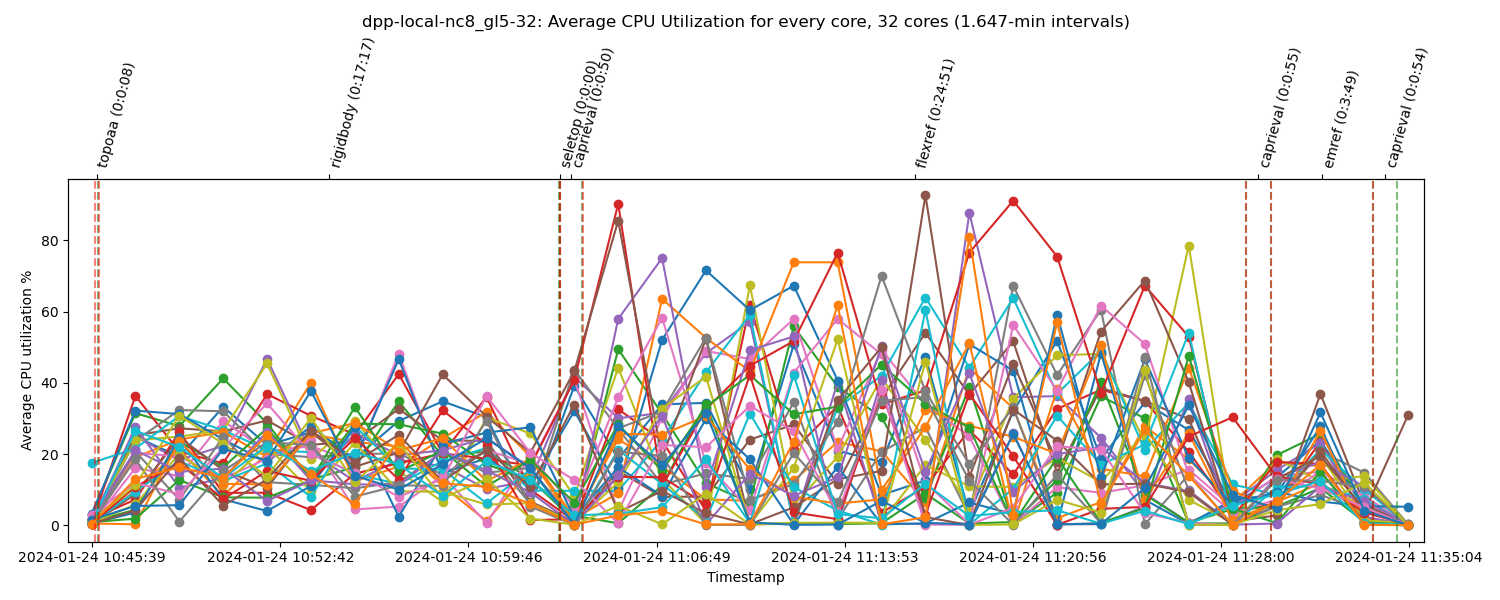 dpp-local-nc8_gl5-32: Average CPU Utilization for every core, 32 cores (1.647-min intervals)
topoaa (0:0:08)
rigidbody (0:17:17)
seletop (0:0:00)
caprieval (0:0:50)
flexref (0:24:51)
caprieval (0:0:55)
emref (0:3:49)
caprieval (0:0:54)
Average CPU utilization %
80
60
40
20
0
2024-01-24 10:45:39
2024-01-24 10:52:42
2024-01-24 10:59:46
2024-01-24 11:06:49
2024-01-24 11:13:53
2024-01-24 11:20:56
2024-01-24 11:28:00
2024-01-24 11:35:04
Timestamp